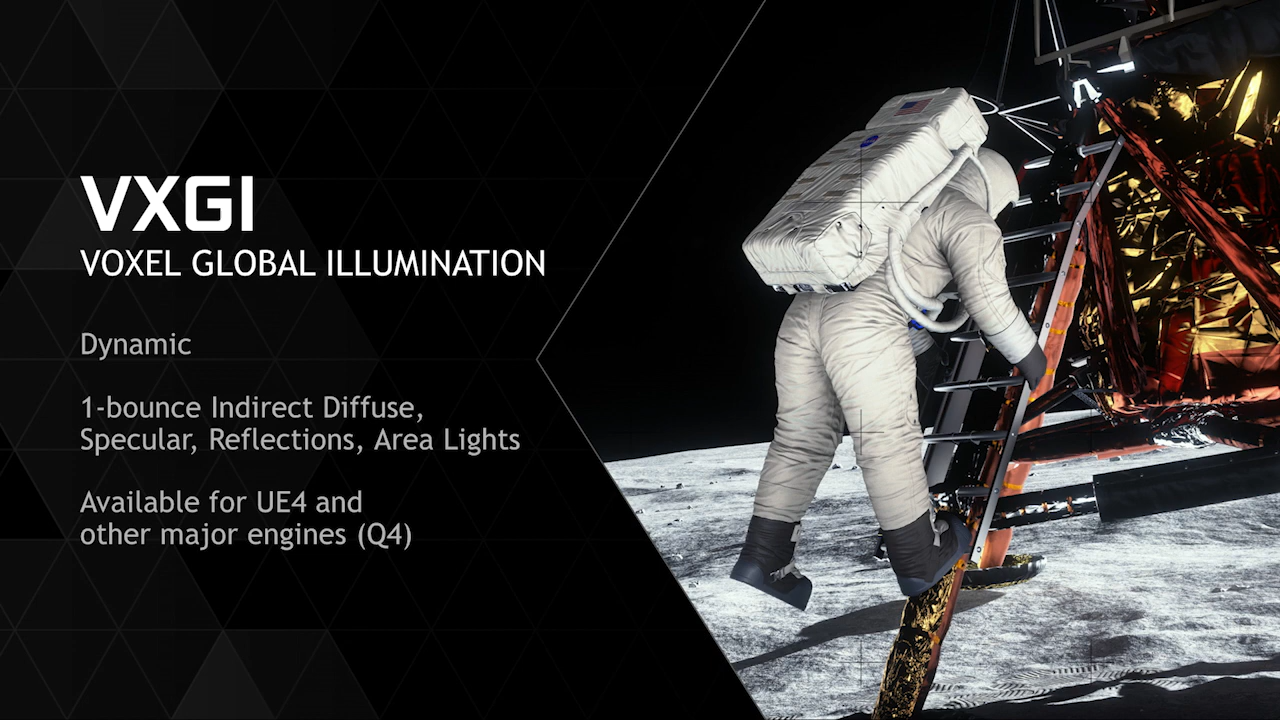 VXGI
VOXEL GLOBAL ILLUMINATION
Dynamic
1-bounce Indirect Diffuse,
Specular, Reflections, Area Lights
Available for UE4 and
other major engines (Q4)